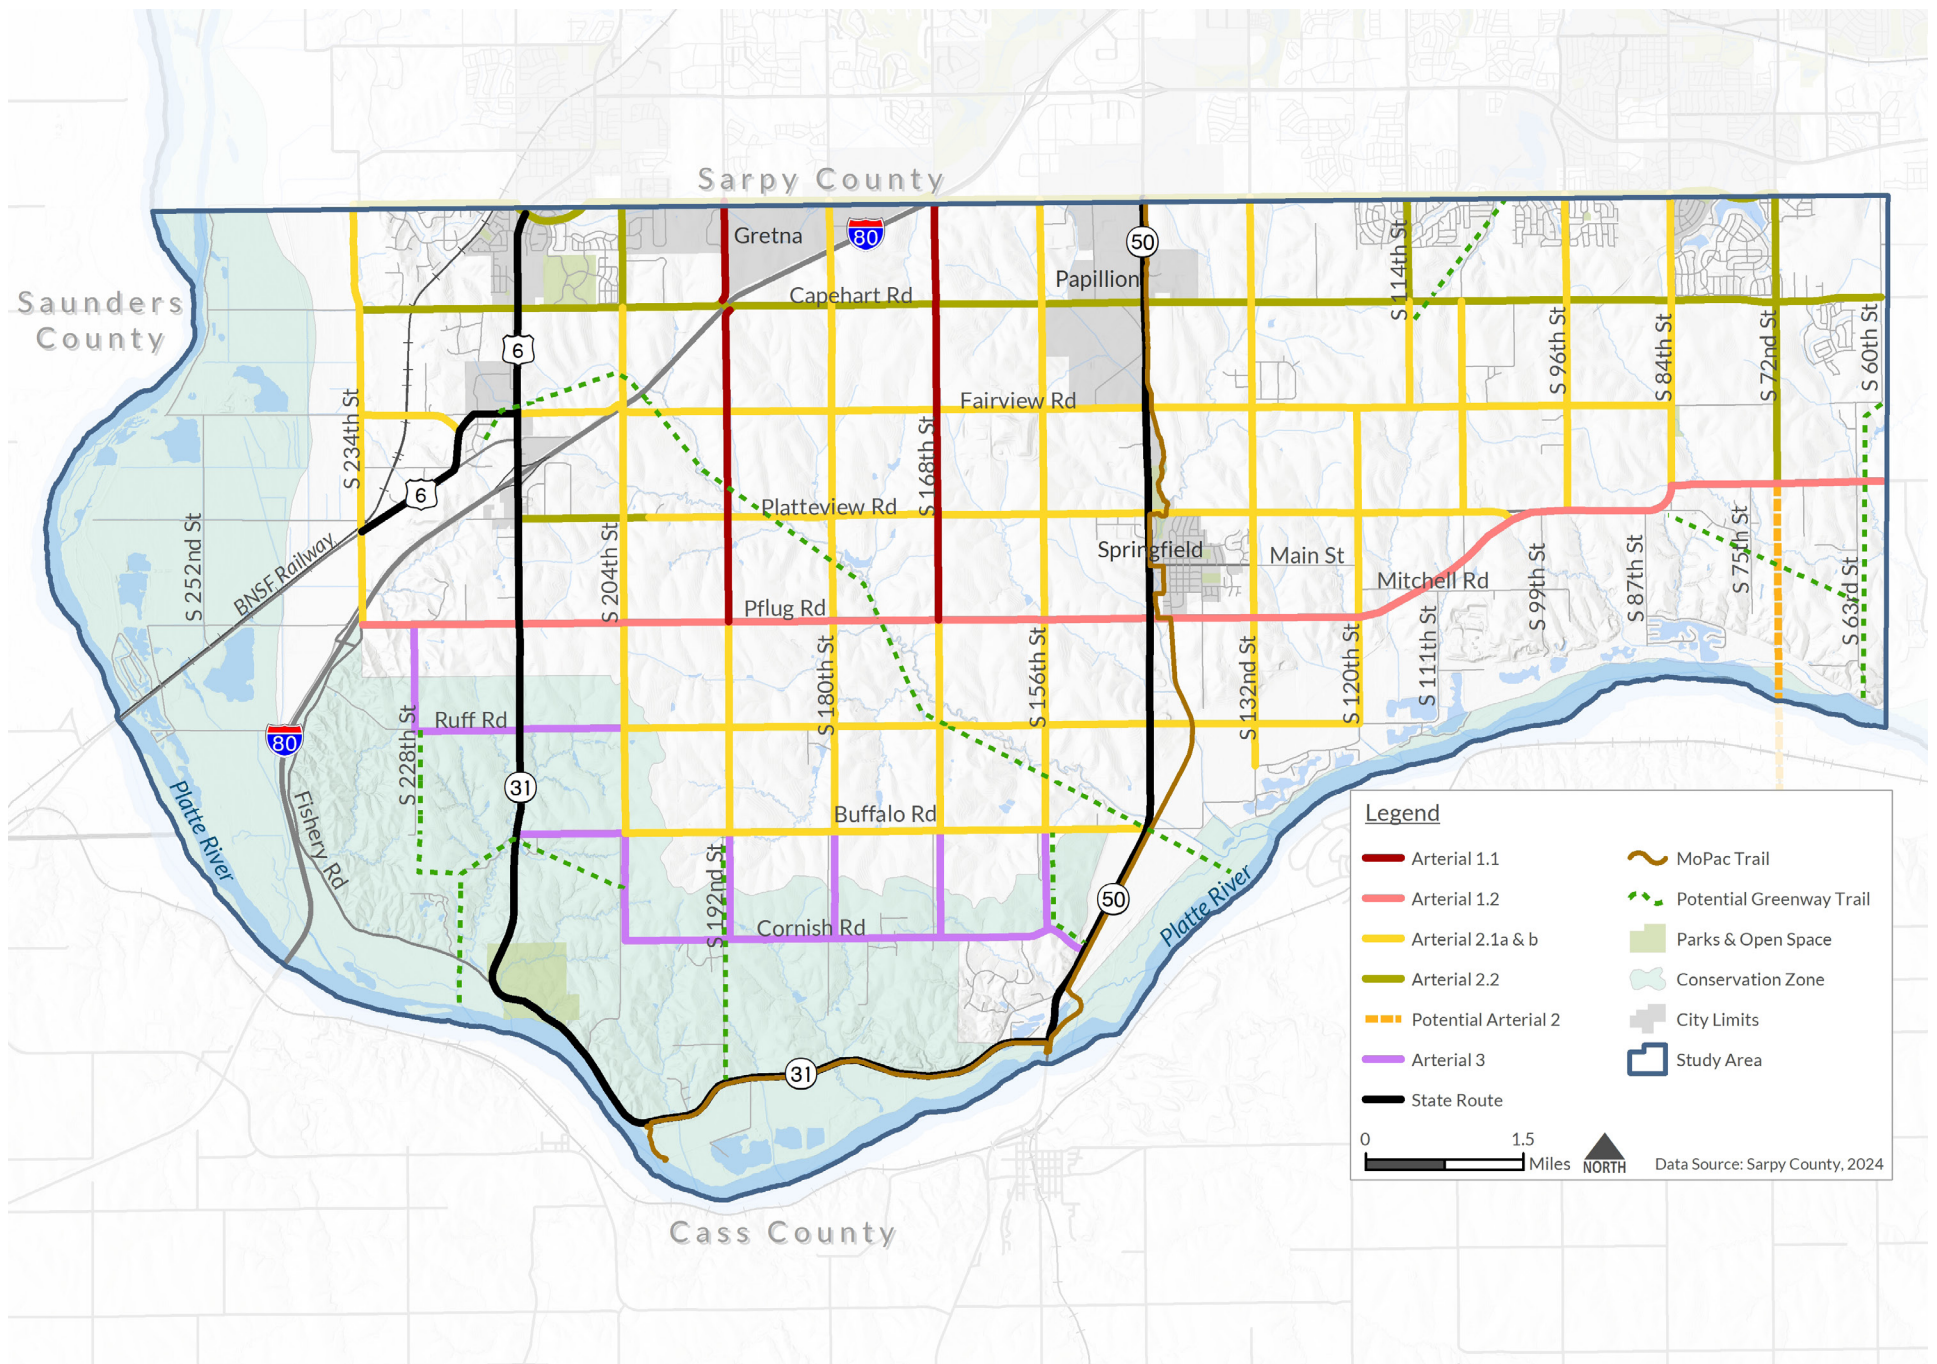 Sarpy County
Gretna
80
50
S 114th St
Papillion
Capehart Rd
Saunders
County
6
S 96th St
S 84th St
S 72nd St
S 60th St
S 234th St
Fairview Rd
S 168th St
6
Platteview Rd
S 252nd St
BNSF Railway
S 204th St
Springfield
Main St
S 75th St
Mitchell Rd
S 99th St
S 87th St
S 63rd St
Pflug Rd
S 180th St
S 156th St
S 132nd St
S 120th St
S 111th St
Ruff Rd
S 228th St
80
31
Platte River
Fishery Rd
Buffalo Rd
S 192nd St
Cornish Rd
50
Platte River
31
Cass County
Legend
Arterial 1.1
Arterial 1.2
Arterial 2.1a & b
Arterial 2.2
Potential Arterial 2
Arterial 3
State Route
MoPac Trail
Potential Greenway Trail
Parks & Open Space
Conservation Zone
City Limits
Study Area
0 1.5
Miles
NORTH
Data Source: Sarpy County, 2024